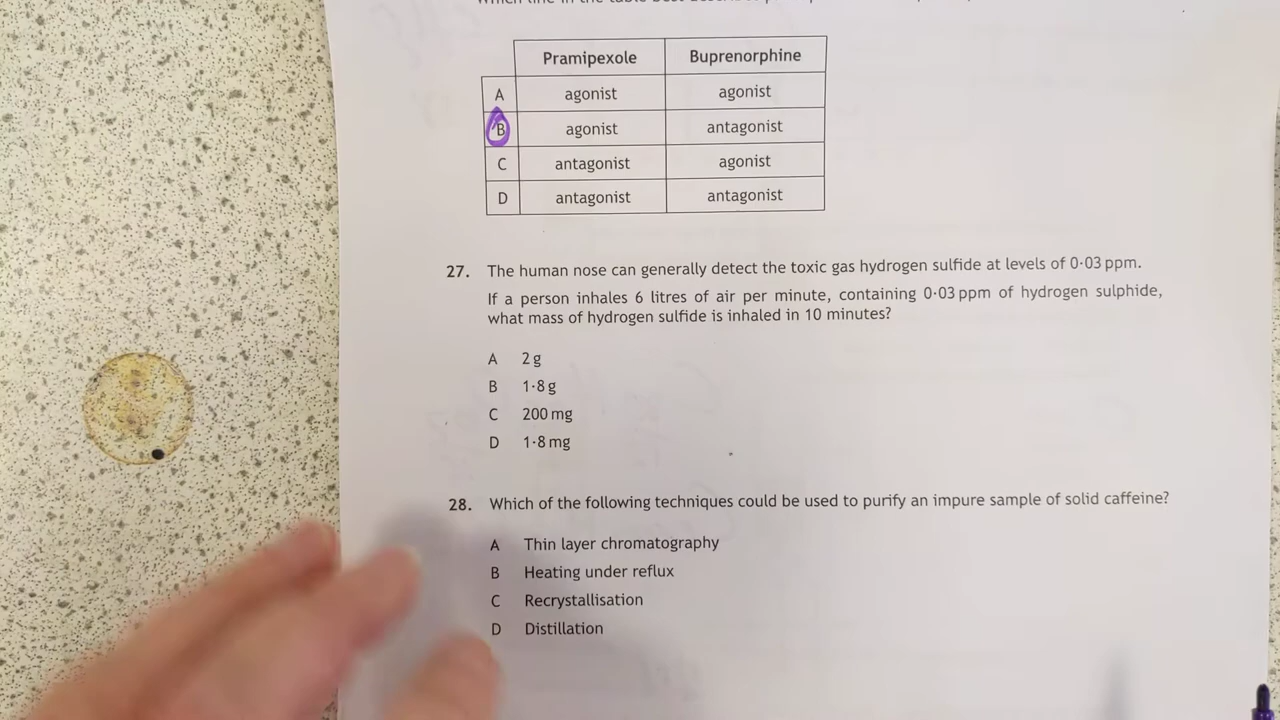 Pramipexole Buprenorphine
A agonist agonist
B agonist antagonist
C antagonist agonist
D antagonist antagonist
27. The human nose can generally detect the toxic gas hydrogen sulfide at levels of 0·03 ppm.
If a person inhales 6 litres of air per minute, containing 0·03 ppm of hydrogen sulphide,
what mass of hydrogen sulfide is inhaled in 10 minutes?
A 2 g
B 1·8 g
C 200 mg
D 1·8 mg
28. Which of the following techniques could be used to purify an impure sample of solid caffeine?
A Thin layer chromatography
B Heating under reflux
C Recrystallisation
D Distillation